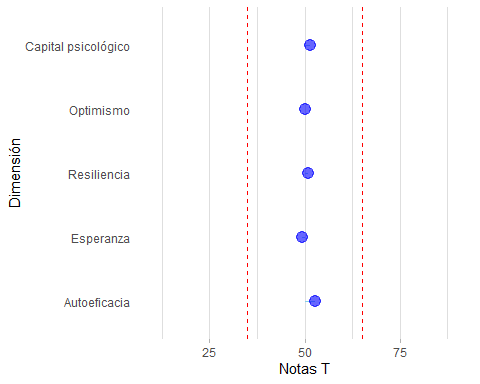 Capital psicológico
Optimismo
Resiliencia
Esperanza
Autoeficacia
Dimensión
25 50 75
Notas T